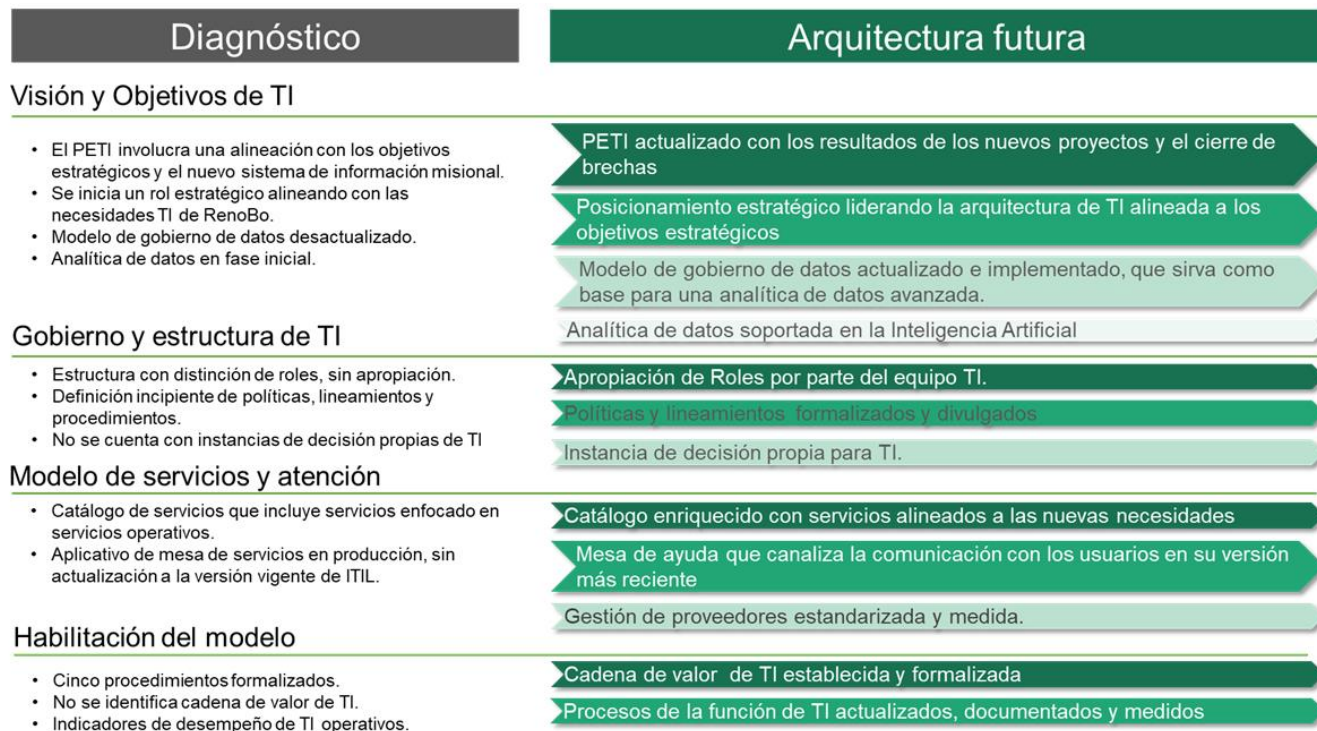 Diagnóstico
Arquitectura futura
Visión y Objetivos de TI
• El PETI involucra una alineación con los objetivos
estratégicos y el nuevo sistema de información misional.
• Se inicia un rol estratégico alineando con las
necesidades TI de RenoBo.
• Modelo de gobierno de datos desactualizado.
• Analítica de datos en fase inicial.
PETI actualizado con los resultados de los nuevos proyectos y el cierre de
brechas
Posicionamiento estratégico liderando la arquitectura de TI alineada a los
objetivos estratégicos
Modelo de gobierno de datos actualizado e implementado, que sirva como
base para una analítica de datos avanzada.
Analítica de datos soportada en la Inteligencia Artificial
Gobierno y estructura de TI
• Estructura con distinción de roles, sin apropiación.
• Definición incipiente de políticas, lineamientos y
procedimientos.
• No se cuenta con instancias de decisión propias de TI
Apropiación de Roles por parte del equipo TI.
Políticas y lineamientos formalizados y divulgados
Instancia de decisión propia para TI.
Modelo de servicios y atención
• Catálogo de servicios que incluye servicios enfocado en
servicios operativos.
• Aplicativo de mesa de servicios en producción, sin
actualización a la versión vigente de ITIL.
Catálogo enriquecido con servicios alineados a las nuevas necesidades
Mesa de ayuda que canaliza la comunicación con los usuarios en su versión
más reciente
Gestión de proveedores estandarizada y medida.
Habilitación del modelo
• Cinco procedimientos formalizados.
• No se identifica cadena de valor de TI.
• Indicadores de desempeño de TI operativos.
Cadena de valor de TI establecida y formalizada
Procesos de la función de TI actualizados, documentados y medidos